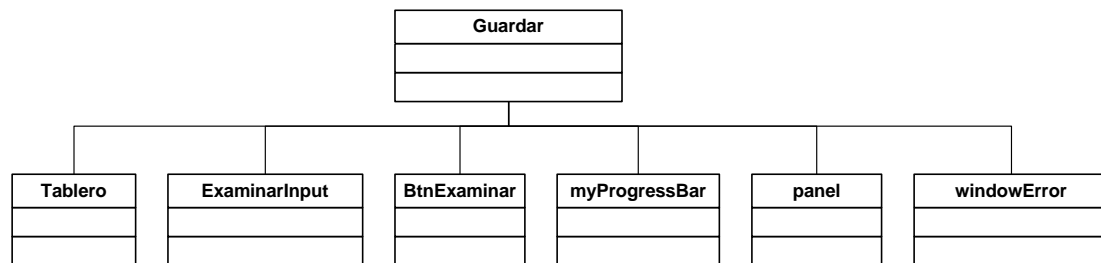 Guardar
Tablero
ExaminarInput
BtnExaminar
myProgressBar
panel
windowError